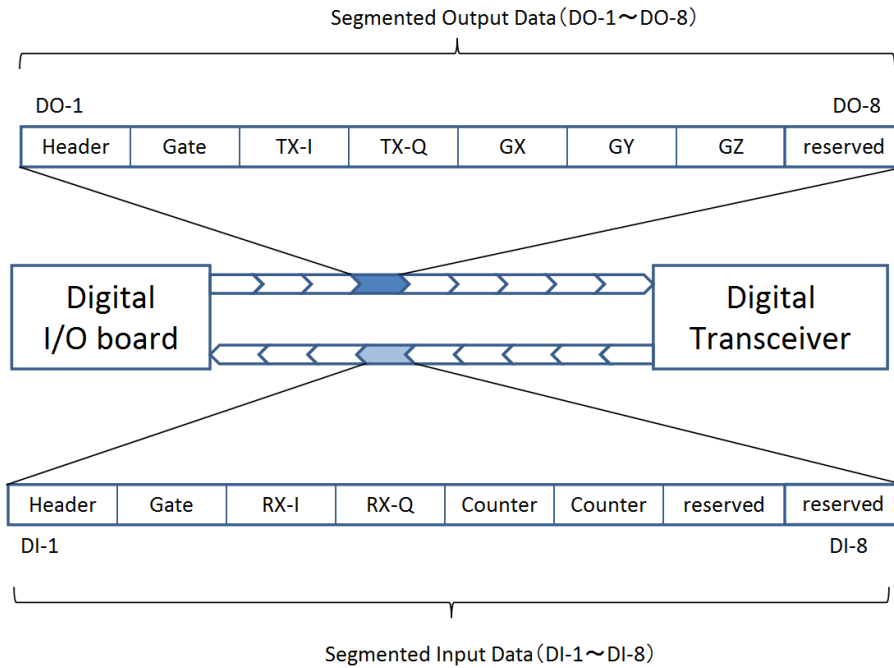 Segmented Output Data(DO-1～DO-8)
DO-1 DO-8
Header Gate TX-I TX-Q GX GY GZ reserved
Digital
I/O board
Digital
Transceiver
Header Gate RX-I RX-Q Counter Counter reserved reserved
DI-1 DI-8
Segmented Input Data(DI-1～DI-8)